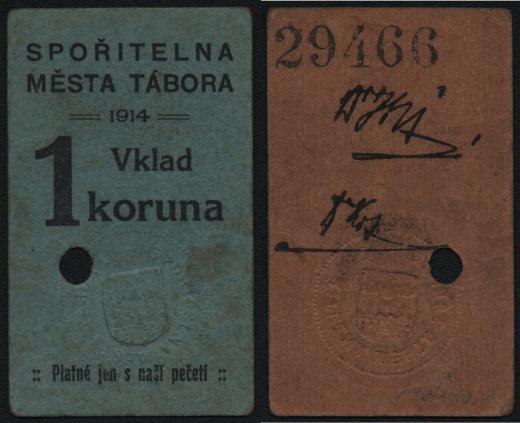 SPOŘITELNA
MĚSTA TÁBORA
1914
1 Vklad
koruna
:: Platné jen s naší pečetí ::
29466